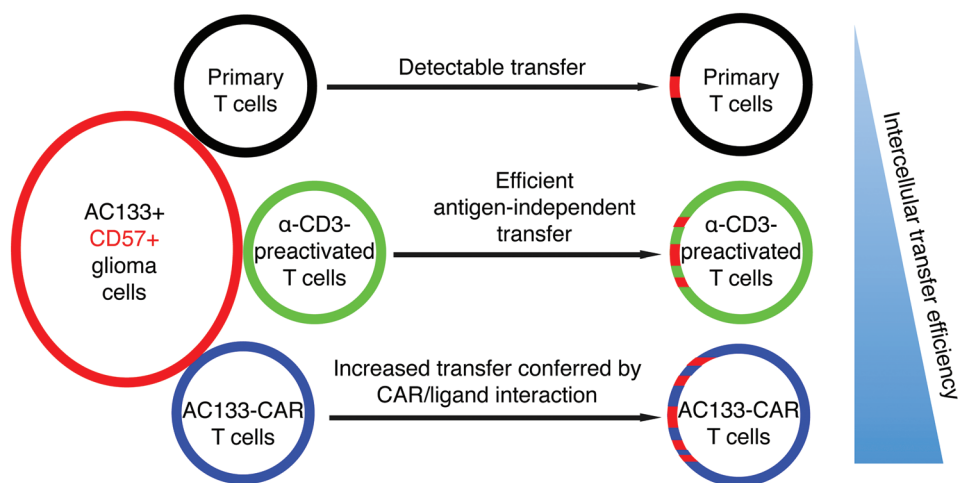 AC133+
CD57+
glioma
cells
Primary
T cells
Detectable transfer
Primary
T cells
α-CD3-
preactivated
T cells
Efficient
antigen-independent
transfer
α-CD3-
preactivated
T cells
AC133-CAR
T cells
Increased transfer conferred by
CAR/ligand interaction
AC133-CAR
T cells
Intercellular transfer efficiency